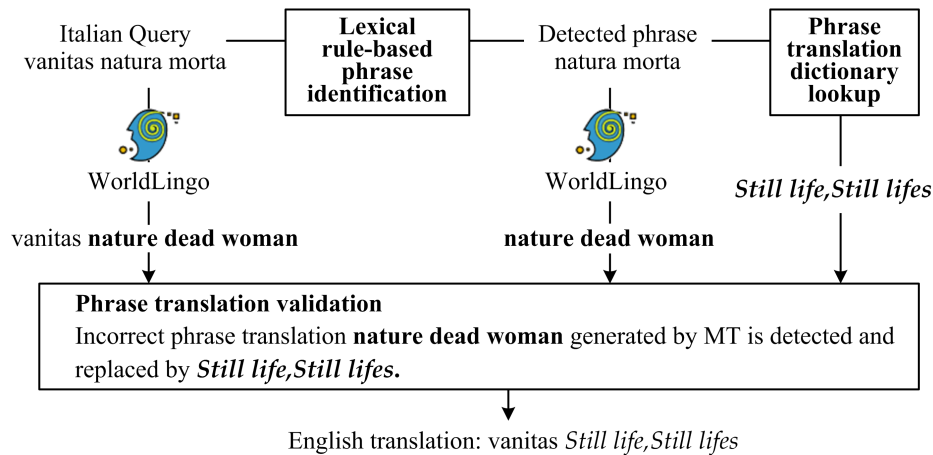 Italian Query
vanitas natura morta
Lexical
rule-based
phrase
identification
Detected phrase
natura morta
Phrase
translation
dictionary
lookup
WorldLingo
WorldLingo
Still life,Still lifes
vanitas nature dead woman
nature dead woman
Phrase translation validation
Incorrect phrase translation nature dead woman generated by MT is detected and
replaced by Still life,Still lifes.
English translation: vanitas Still life,Still lifes